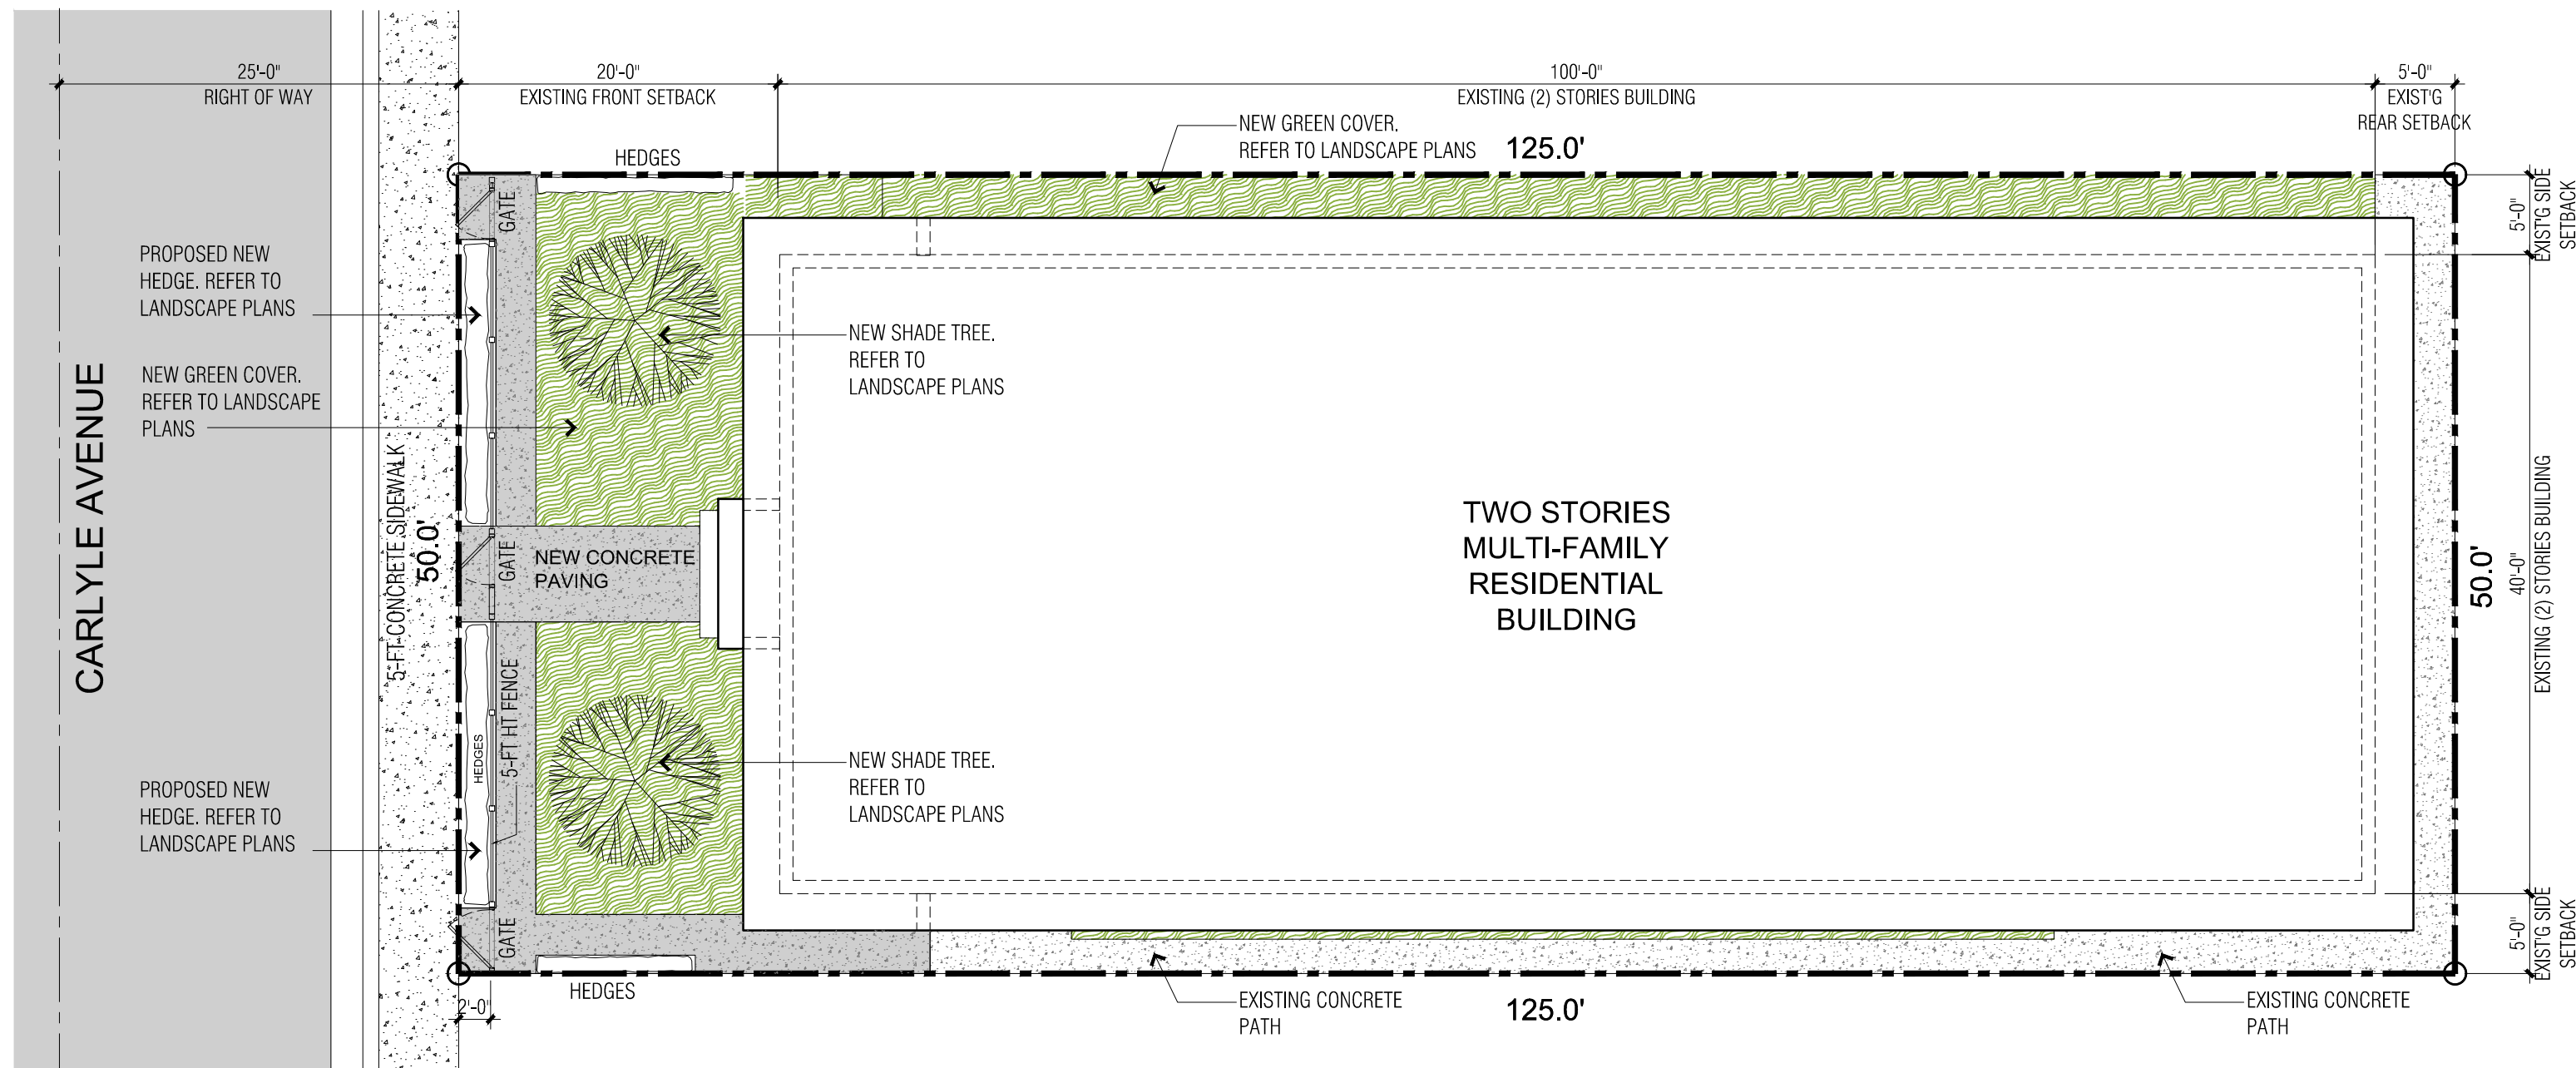 25'-0"
RIGHT OF WAY
20'-0"
EXISTING FRONT SETBACK
100'-0"
EXISTING (2) STORIES BUILDING
5'-0"
EXIST'G
REAR SETBACK
NEW GREEN COVER.
REFER TO LANDSCAPE PLANS
125.0'
HEDGES
GATE
5'-0"
EXIST'G SIDE
SETBACK
PROPOSED NEW
HEDGE. REFER TO
LANDSCAPE PLANS
NEW GREEN COVER.
REFER TO LANDSCAPE
PLANS
CARLYLE AVENUE
5-FT CONCRETE SIDEWALK
50.0'
NEW SHADE TREE.
REFER TO
LANDSCAPE PLANS
GATE
NEW CONCRETE
PAVING
TWO STORIES
MULTI-FAMILY
RESIDENTIAL
BUILDING
50.0'
40'-0"
EXISTING (2) STORIES BUILDING
HEDGES
5-FT HT FENCE
NEW SHADE TREE.
REFER TO
LANDSCAPE PLANS
PROPOSED NEW
HEDGE. REFER TO
LANDSCAPE PLANS
GATE
5'-0"
EXIST'G SIDE
SETBACK
HEDGES
2'-0"
EXISTING CONCRETE
PATH
125.0'
EXISTING CONCRETE
PATH